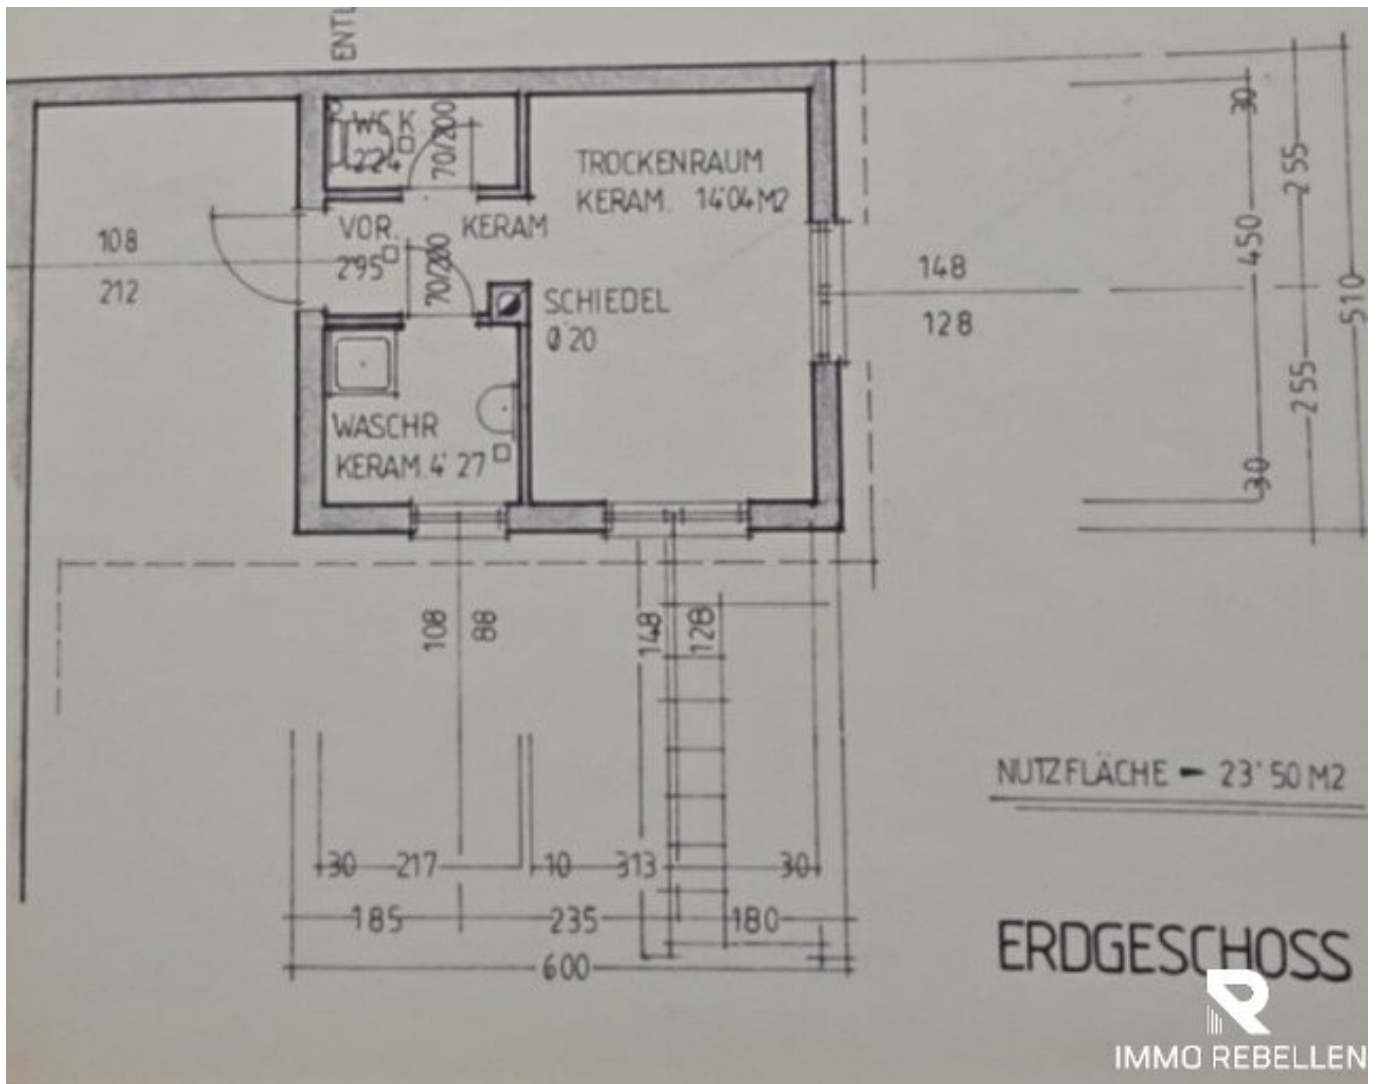 ENTL
WC K
2'24
70/200
TROCKENRAUM
KERAM. 14'04 M2
VOR. KERAM
2'95
70/200
108
212
SCHIEDEL
Ø 20
WASCHR
KERAM. 4' 27
148
128
30
450
30
255
255
510
108
88
148
128
30 217 10 313 30
185 235 180
600
NUTZFLÄCHE - 23' 50 M2
ERDGESCHOSS
IMMO REBELLEN